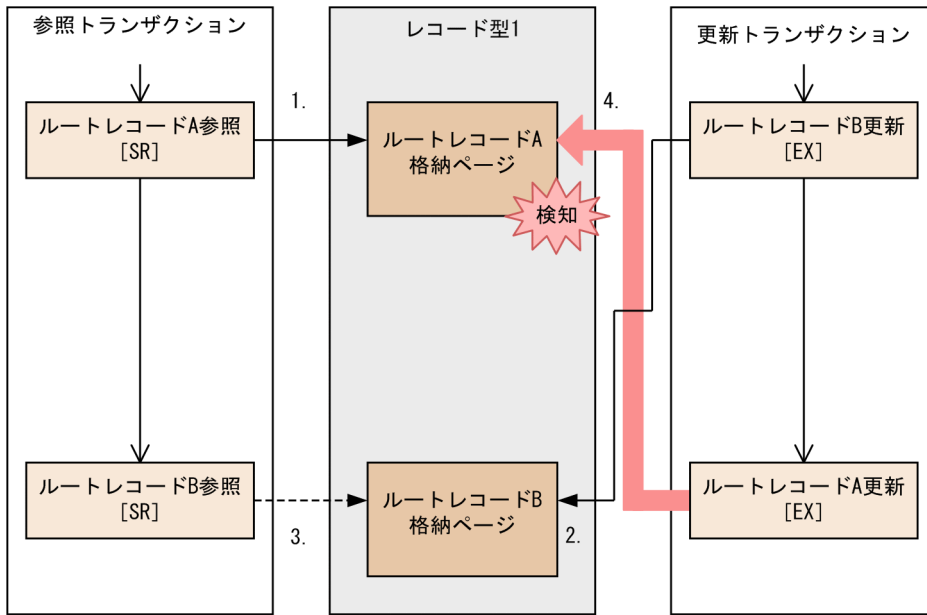 参照トランザクション
レコード型1
更新トランザクション
1.
4.
ルートレコードA参照
[SR]
ルートレコードA
格納ページ
ルートレコードB更新
[EX]
検知
ルートレコードB参照
[SR]
ルートレコードB
格納ページ
ルートレコードA更新
[EX]
3.
2.